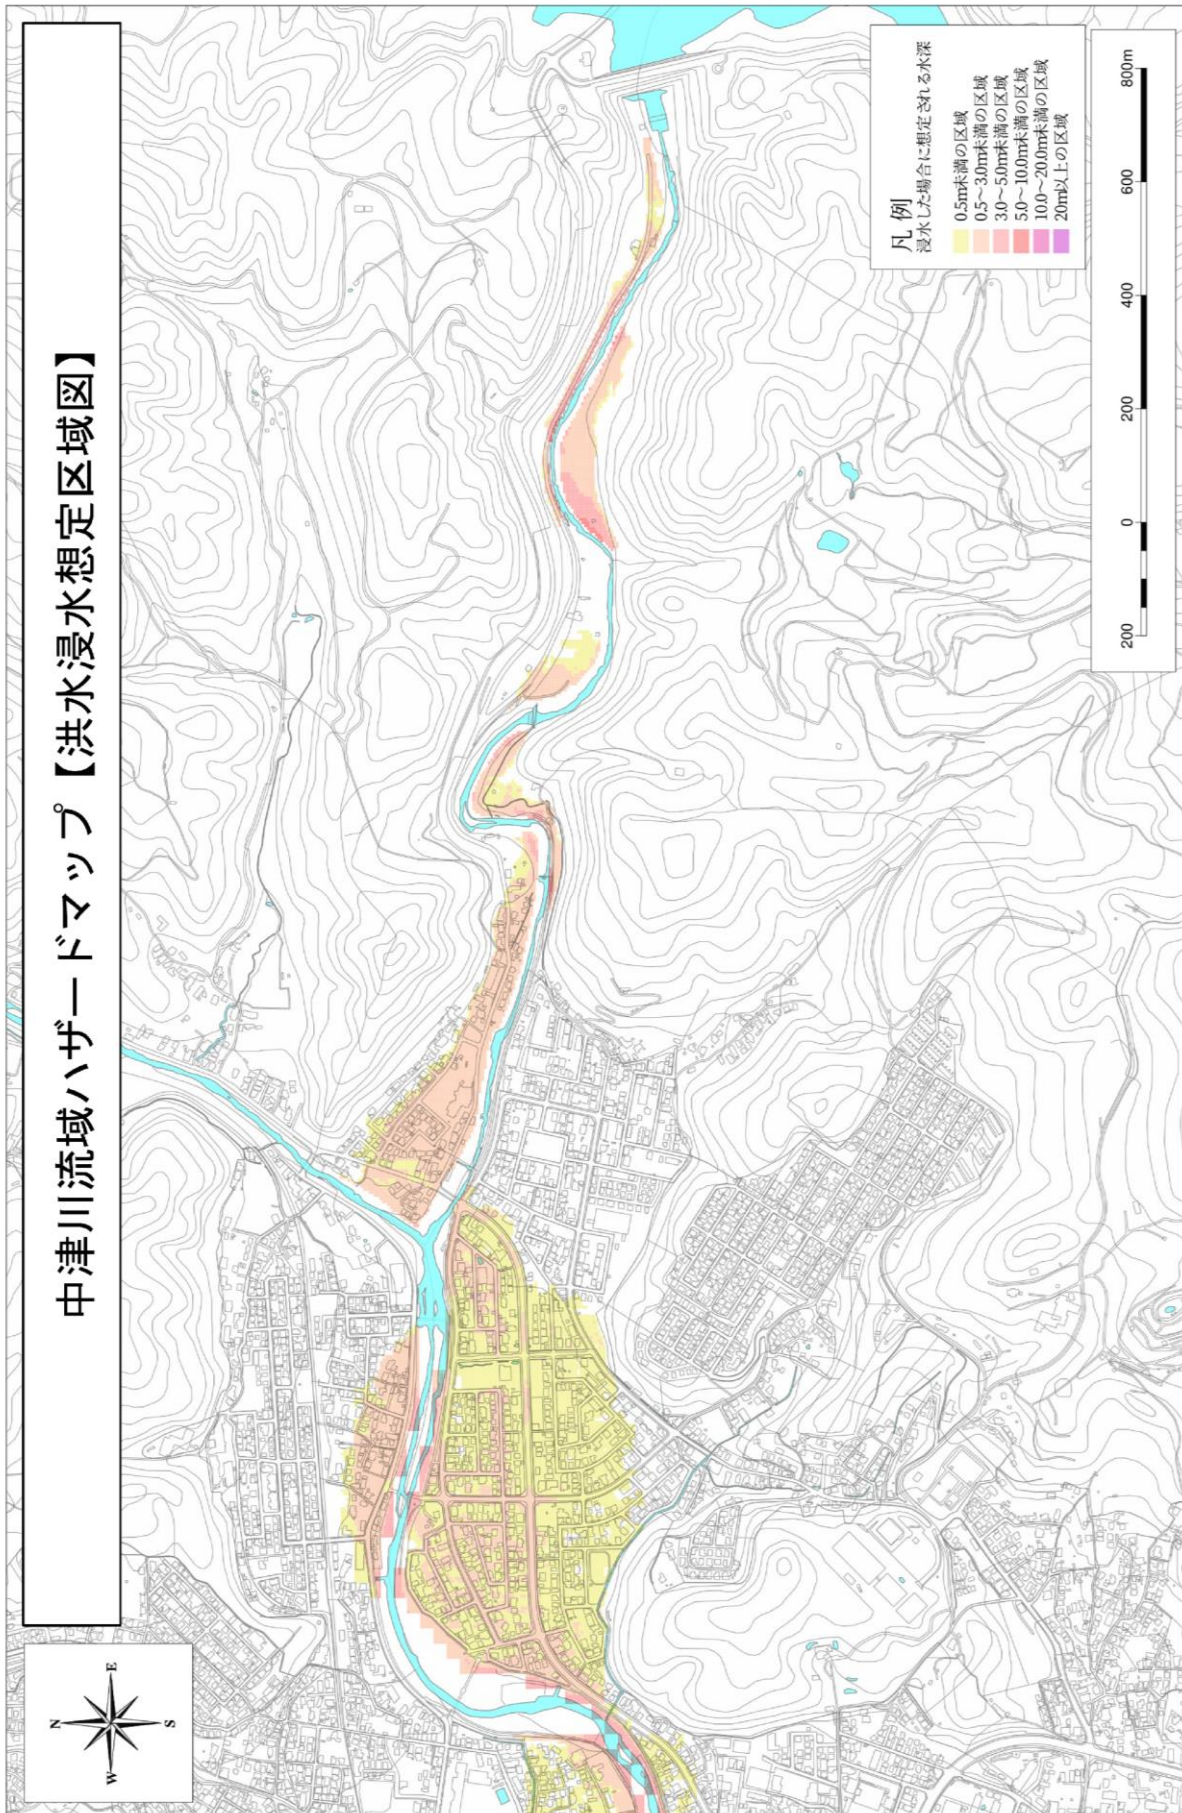 中津川流域ハザードマップ【洪水浸水想定区域図】
N
W
E
S
凡 例
浸水した場合に想定される水深
0.5m未満の区域
0.5～3.0m未満の区域
3.0～5.0m未満の区域
5.0～10.0m未満の区域
10.0～20.0m未満の区域
20m以上の区域
200 0 200 400 600 800m